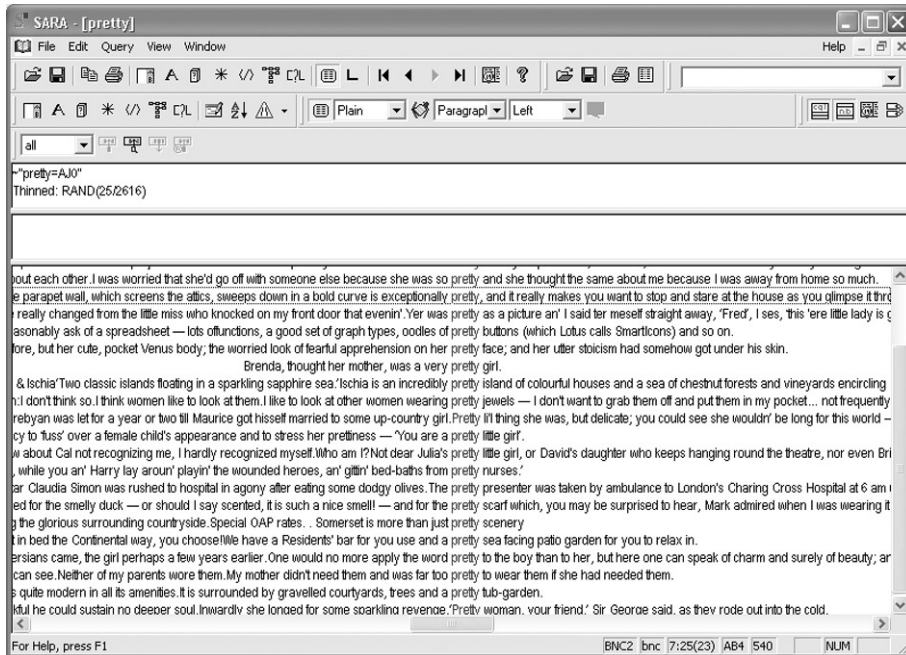 SARA - [pretty]
File Edit Query View Window Help
Plain Paragrapl Left
all
~"pretty=AJ0"
Thinned: RAND(25/2616)
out each other.I was worried that she'd go off with someone else because she was so pretty and she thought the same about me because I was away from home so much.
e parapet wall, which screens the attics, sweeps down in a bold curve is exceptionally pretty, and it really makes you want to stop and stare at the house as you glimpse it thro
e really changed from the little miss who knocked on my front door that evenin'.Yer was pretty as a picture an' I said ter meself straight away, 'Fred', I ses, 'this 'ere little lady is g
asonably ask of a spreadsheet — lots offunctions, a good set of graph types, oodles of pretty buttons (which Lotus calls SmartIcons) and so on.
fore, but her cute, pocket Venus body; the worried look of fearful apprehension on her pretty face; and her utter stoicism had somehow got under his skin.
Brenda, thought her mother, was a very pretty girl.
& Ischia'Two classic islands floating in a sparkling sapphire sea.'Ischia is an incredibly pretty island of colourful houses and a sea of chestnut forests and vineyards encircling
n:I don't think so.I think women like to look at them.I like to look at other women wearing pretty jewels — I don't want to grab them off and put them in my pocket... not frequently
rebyan was let for a year or two till Maurice got hisself married to some up-country girl.Pretty li'l thing she was, but delicate; you could see she wouldn' be long for this world –
cy to 'fuss' over a female child's appearance and to stress her prettiness — 'You are a pretty little girl'.
w about Cal not recognizing me, I hardly recognized myself.Who am I?Not dear Julia's pretty little girl, or David's daughter who keeps hanging round the theatre, nor even Bri
, while you an' Harry lay aroun' playin' the wounded heroes, an' gittin' bed-baths from pretty nurses.'
ar Claudia Simon was rushed to hospital in agony after eating some dodgy olives.The pretty presenter was taken by ambulance to London's Charing Cross Hospital at 6 am
ed for the smelly duck — or should I say scented, it is such a nice smell! — and for the pretty scarf which, you may be surprised to hear, Mark admired when I was wearing it
g the glorious surrounding countryside.Special OAP rates. . Somerset is more than just pretty scenery
t in bed the Continental way, you choose!We have a Residents' bar for you use and a pretty sea facing patio garden for you to relax in.
ersians came, the girl perhaps a few years earlier.One would no more apply the word pretty to the boy than to her, but here one can speak of charm and surely of beauty; ar
can see.Neither of my parents wore them.My mother didn't need them and was far too pretty to wear them if she had needed them.
s quite modern in all its amenities.It is surrounded by gravelled courtyards, trees and a pretty tub-garden.
kful he could sustain no deeper soul.Inwardly she longed for some sparkling revenge.'Pretty woman, your friend.' Sir George said, as they rode out into the cold.
For Help, press F1 BNC2 bnc 7:25(23) AB4 540 NUM